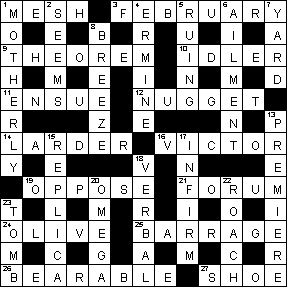 1 M E 2 S H 3 F 4 E B 5 R U 6 A R 7 Y
O E 8 B R U I A
9 T H E O R E M 10 I D L E R
H M E I N M D
11 E N S U E 12 N U G G E T
R Z E N 13 P
14 L A 15 R D E R 16 V 17 I C T O R
Y E 18 V N E
19 O P P 20 O S E 21 F O 22 R U M
23 T L M R I O I
24 O L I V E 25 B A R R A G E
M C G A M C R
26 B E A R A B L E 27 S H O E